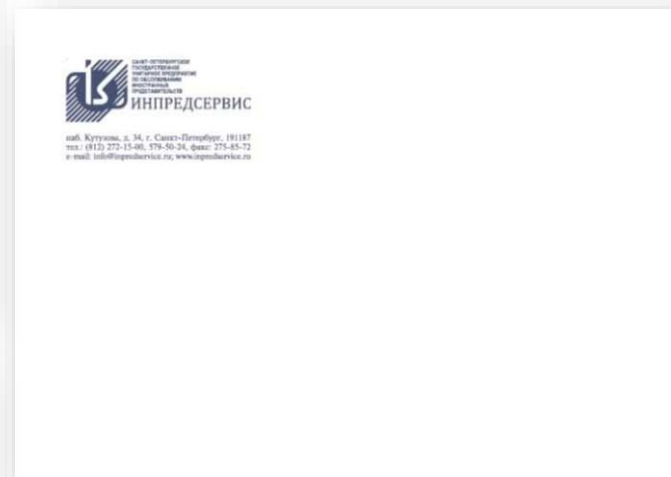 САНКТ-ПЕТЕРБУРГСКОЕ
ГОСУДАРСТВЕННОЕ
УНИТАРНОЕ ПРЕДПРИЯТИЕ
ПО ОБСЛУЖИВАНИЮ
ИНОСТРАННЫХ
ПРЕДСТАВИТЕЛЬСТВ
ИНПРЕДСЕРВИС
наб. Кутузова, д. 34, г. Санкт-Петербург, 191187
тел.: (812) 272-15-00, 579-50-24, факс: 275-85-72
e-mail: info@inpredservice.ru; www.inpredservice.ru